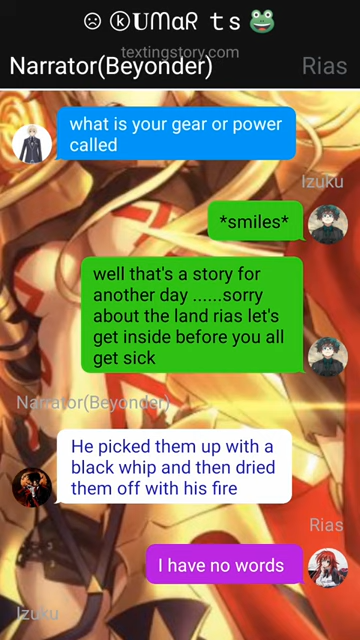 ☹ ⓚUᗰαᖇ ｔｓ 🐸
textingstory.com
Narrator(Beyonder) Rias
what is your gear or power
called
Izuku
*smiles*
well that's a story for
another day ......sorry
about the land rias let's
get inside before you all
get sick
Narrator(Beyonder)
He picked them up with a
black whip and then dried
them off with his fire
Rias
I have no words
Izuku